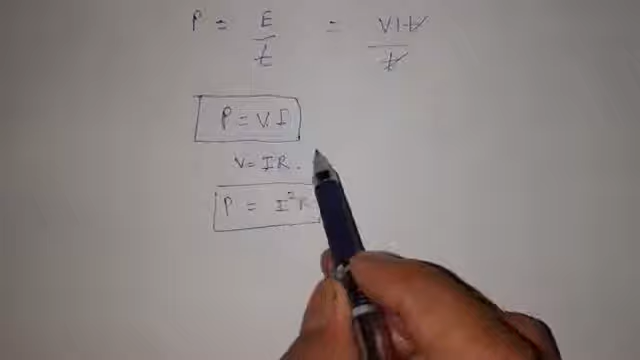 P = E/t = VIt/t
P = VI
V = IR.
P = I²R